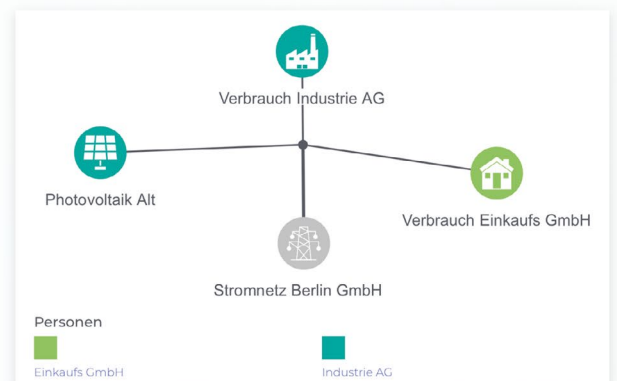 Verbrauch Industrie AG
Photovoltaik Alt
Verbrauch Einkaufs GmbH
Stromnetz Berlin GmbH
Personen
Einkaufs GmbH
Industrie AG